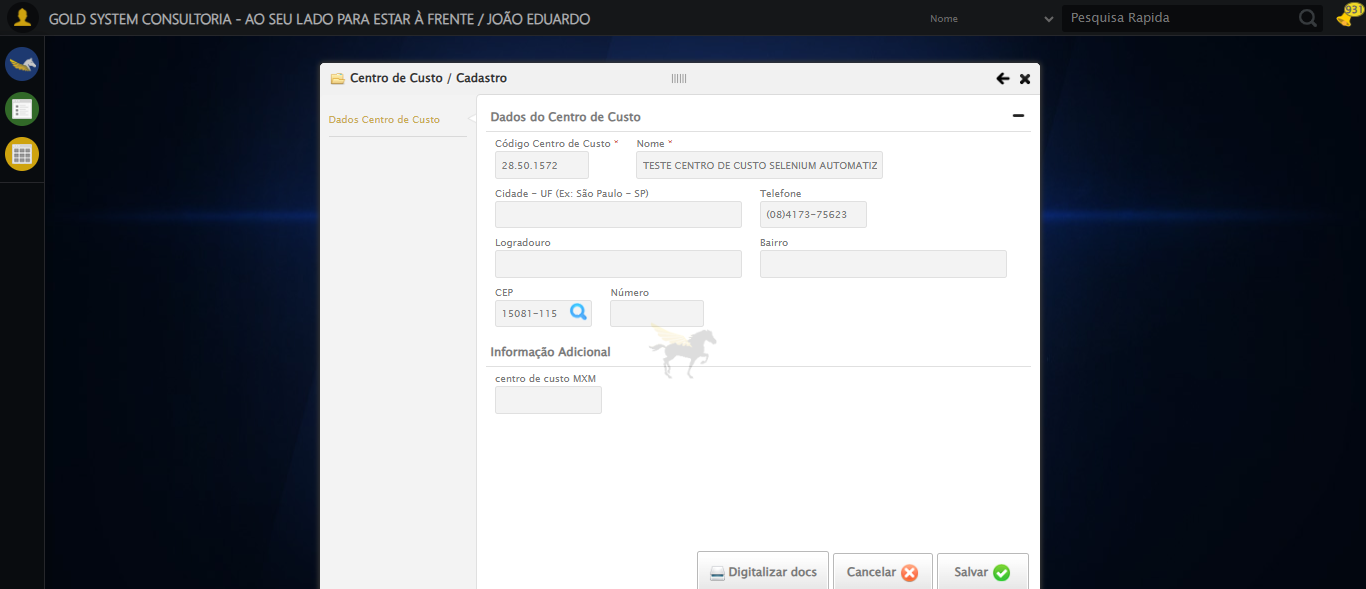 GOLD SYSTEM CONSULTORIA - AO SEU LADO PARA ESTAR À FRENTE / JOÃO EDUARDO
Nome
Pesquisa Rapida
931
Centro de Custo / Cadastro
Dados Centro de Custo
Dados do Centro de Custo
Código Centro de Custo * Nome *
28.50.1572 TESTE CENTRO DE CUSTO SELENIUM AUTOMATIZ
Cidade - UF (Ex: São Paulo - SP) Telefone
(08)4173-75623
Logradouro Bairro
CEP Número
15081-115
Informação Adicional
centro de custo MXM
Digitalizar docs Cancelar Salvar